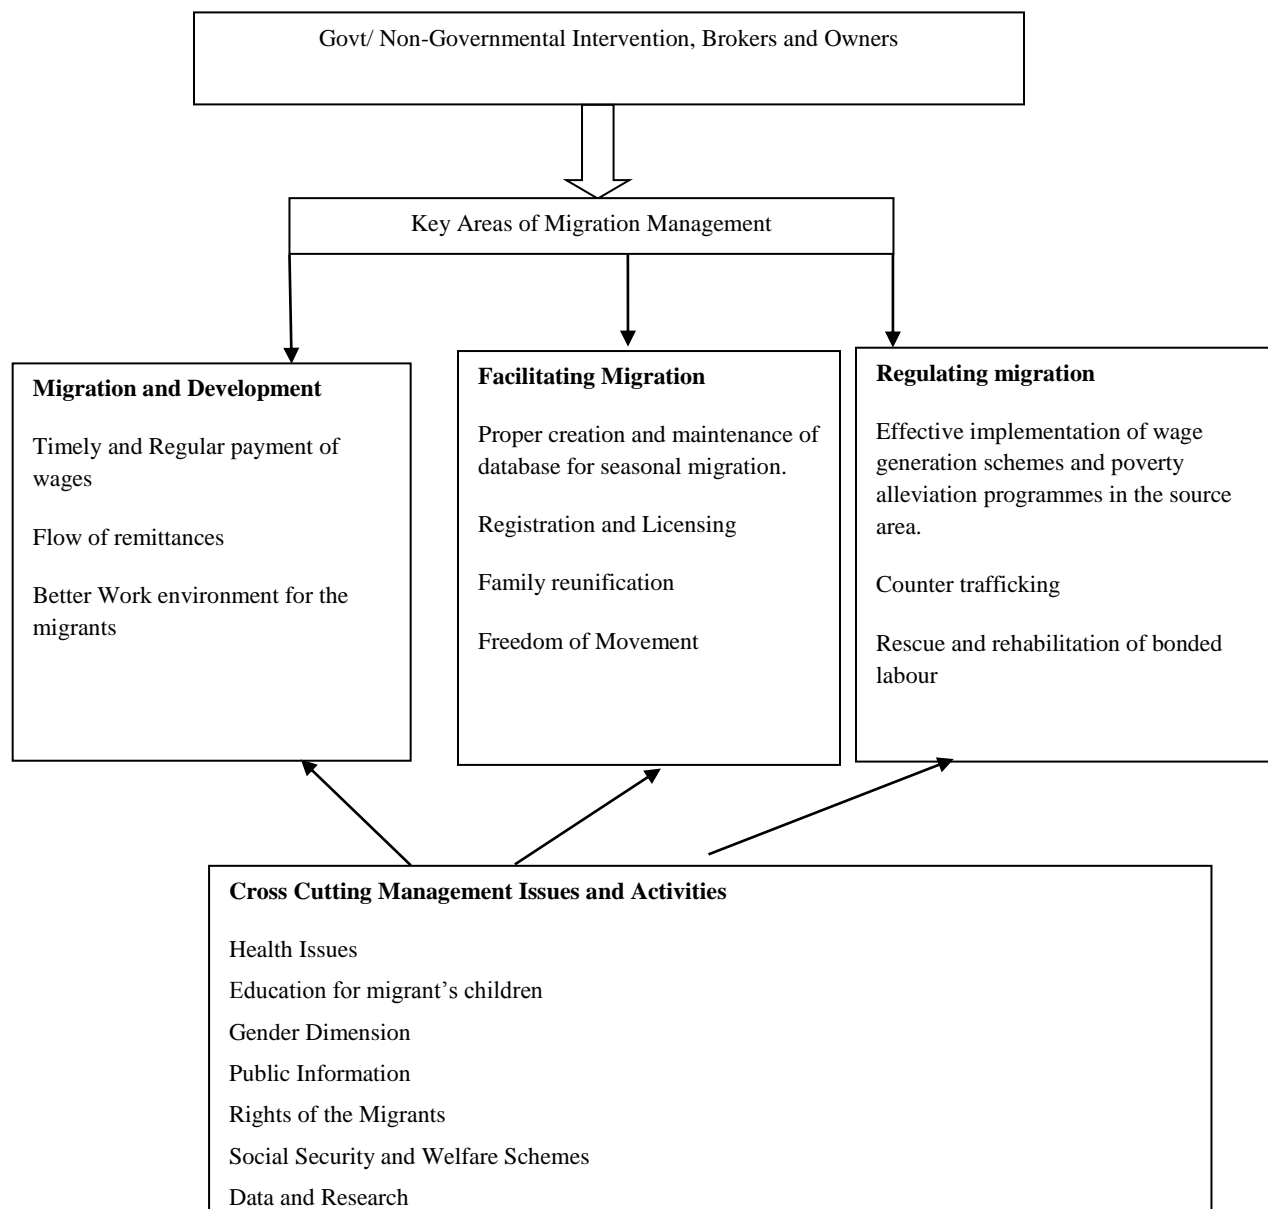 Govt/ Non-Governmental Intervention, Brokers and Owners
Key Areas of Migration Management
Migration and Development
Timely and Regular payment of
wages
Flow of remittances
Better Work environment for the
migrants
Facilitating Migration
Proper creation and maintenance of
database for seasonal migration.
Registration and Licensing
Family reunification
Freedom of Movement
Regulating migration
Effective implementation of wage
generation schemes and poverty
alleviation programmes in the source
area.
Counter trafficking
Rescue and rehabilitation of bonded
labour
Cross Cutting Management Issues and Activities
Health Issues
Education for migrant’s children
Gender Dimension
Public Information
Rights of the Migrants
Social Security and Welfare Schemes
Data and Research